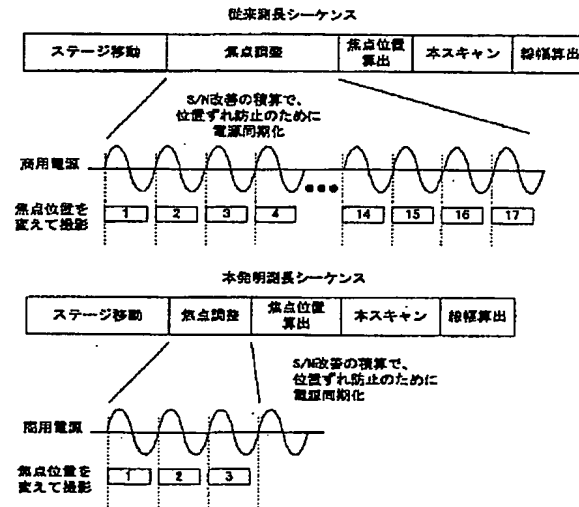 従来測長シーケンス
ステージ移動
焦点調整
焦点位置
算出
本スキャン
線幅算出
S/N改善の積算で、
位置ずれ防止のために
電源同期化
商用電源
焦点位置を
変えて撮影
1
2
3
4
•••
14
15
16
17
本発明測長シーケンス
ステージ移動
焦点調整
焦点位置
算出
本スキャン
線幅算出
S/N改善の積算で、
位置ずれ防止のために
電源同期化
商用電源
焦点位置を
変えて撮影
1
2
3